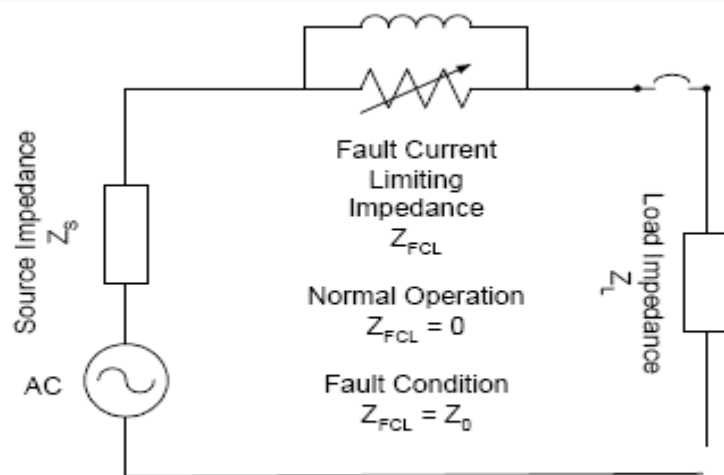 Source Impedance
Z_S
AC
Fault Current
Limiting
Impedance
Z_FCL
Normal Operation
Z_FCL = 0
Fault Condition
Z_FCL = Z_0
Load Impedance
Z_L